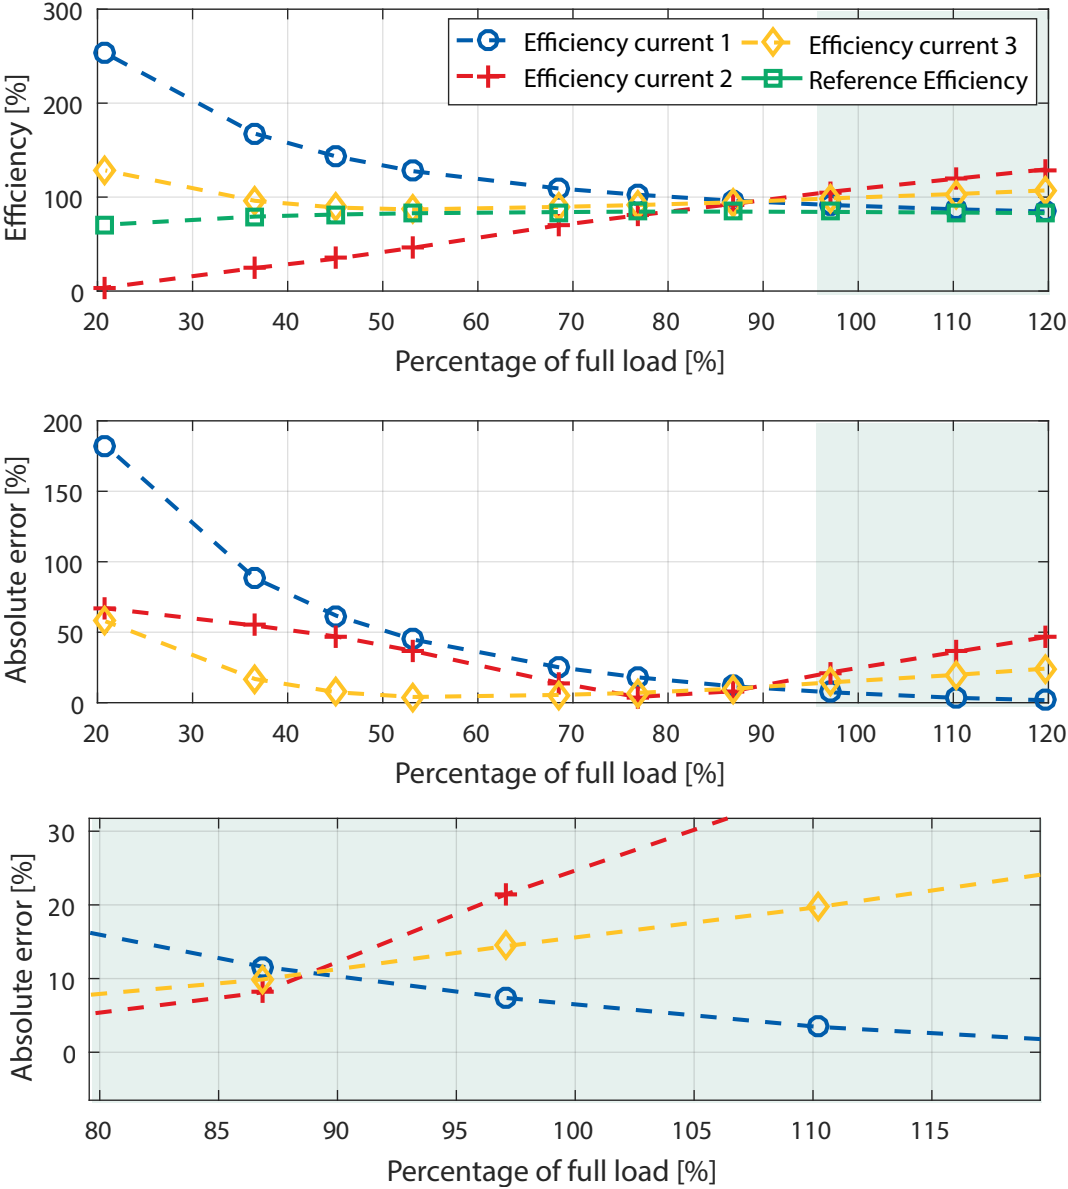 300
200
100
0
Efficiency [%]
Efficiency current 1
Efficiency current 2
Efficiency current 3
Reference Efficiency
20 30 40 50 60 70 80 90 100 110 120
Percentage of full load [%]
200
150
100
50
0
Absolute error [%]
20 30 40 50 60 70 80 90 100 110 120
Percentage of full load [%]
30
20
10
0
Absolute error [%]
80 85 90 95 100 105 110 115
Percentage of full load [%]